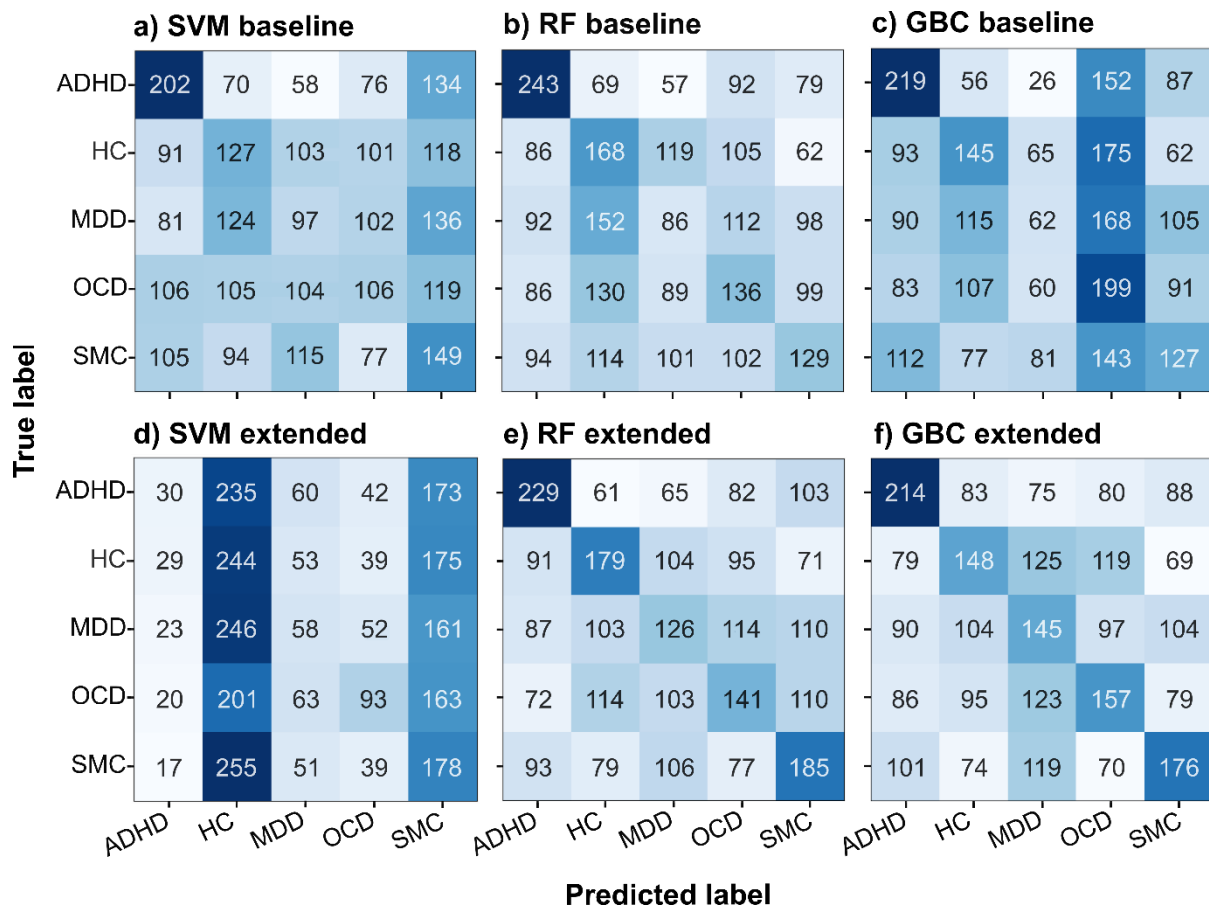 a) SVM baseline b) RF baseline c) GBC baseline
ADHD 202 70 58 76 134 243 69 57 92 79 219 56 26 152 87
HC 91 127 103 101 118 86 168 119 105 62 93 145 65 175 62
MDD 81 124 97 102 136 92 152 86 112 98 90 115 62 168 105
OCD 106 105 104 106 119 86 130 89 136 99 83 107 60 199 91
SMC 105 94 115 77 149 94 114 101 102 129 112 77 81 143 127
True label
d) SVM extended e) RF extended f) GBC extended
ADHD 30 235 60 42 173 229 61 65 82 103 214 83 75 80 88
HC 29 244 53 39 175 91 179 104 95 71 79 148 125 119 69
MDD 23 246 58 52 161 87 103 126 114 110 90 104 145 97 104
OCD 20 201 63 93 163 72 114 103 141 110 86 95 123 157 79
SMC 17 255 51 39 178 93 79 106 77 185 101 74 119 70 176
ADHD HC MDD OCD SMC ADHD HC MDD OCD SMC ADHD HC MDD OCD SMC
Predicted label